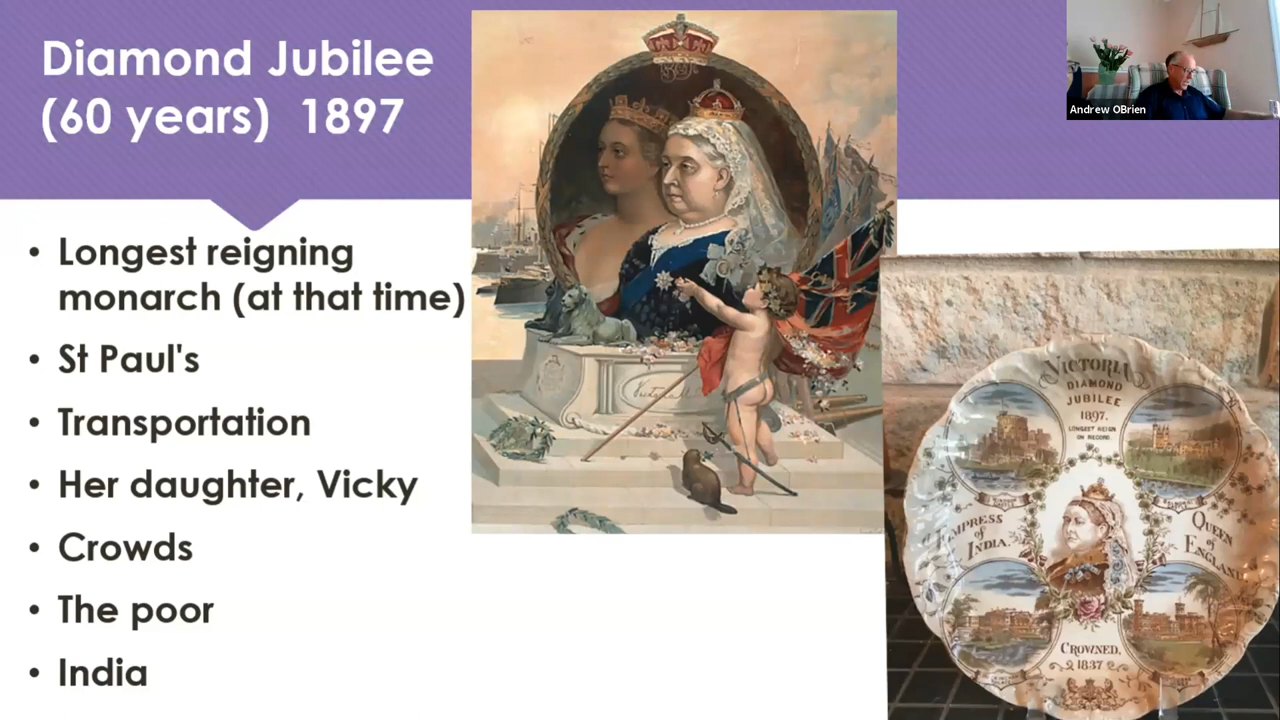 Diamond Jubilee
(60 years) 1897
• Longest reigning
monarch (at that time)
• St Paul's
• Transportation
• Her daughter, Vicky
• Crowds
• The poor
• India
Andrew OBrien
VICTORIA
DIAMOND
JUBILEE
1897.
LONGEST REIGN
ON RECORD.
EMPRESS
of
INDIA.
QUEEN
of
ENGLAND
CROWNED,
1837